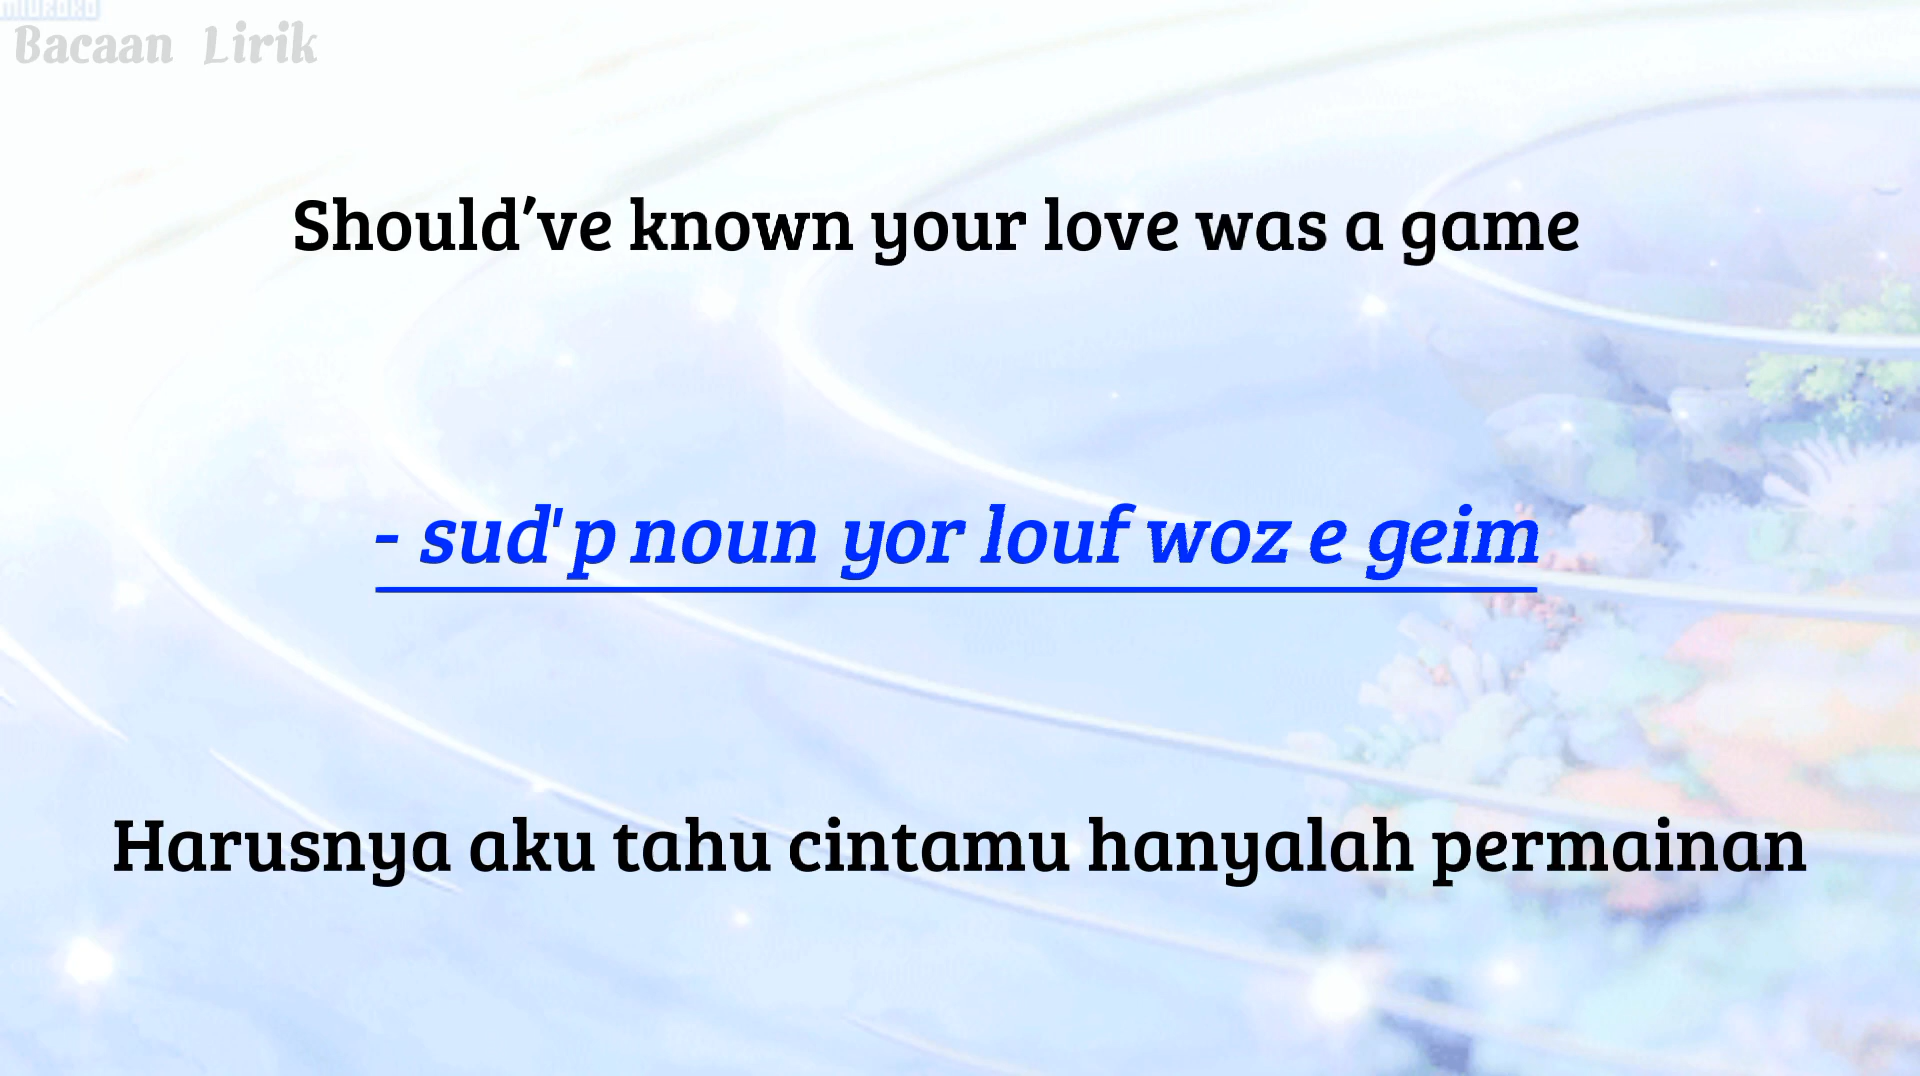 MIUROKO
Bacaan Lirik
Should’ve known your love was a game
- sud'p noun yor louf woz e geim
Harusnya aku tahu cintamu hanyalah permainan